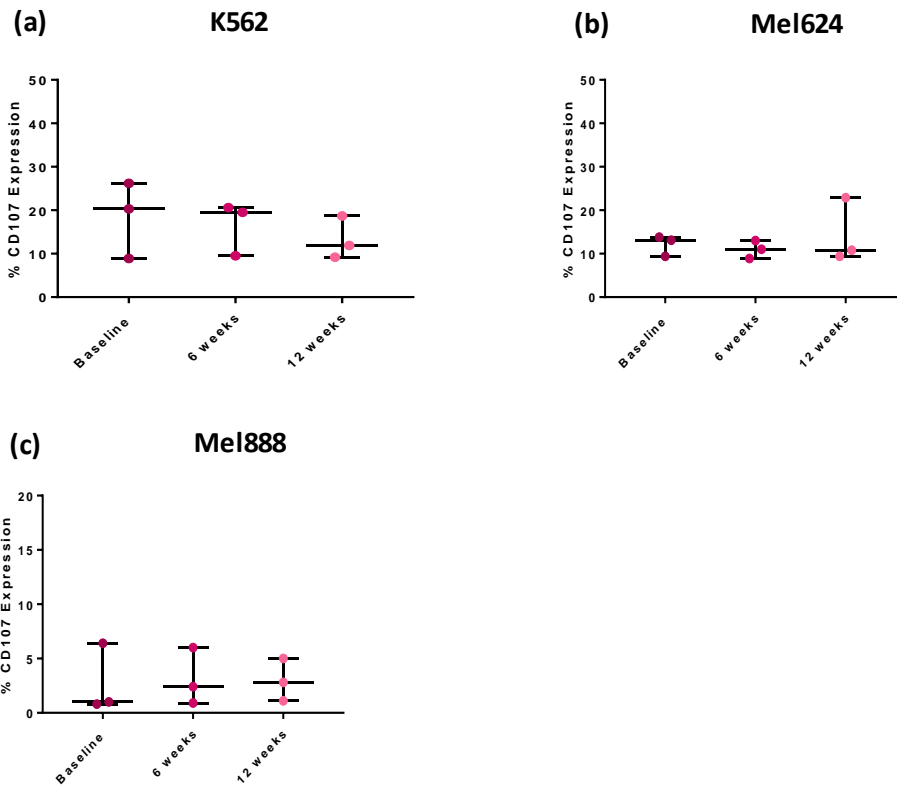 (a) K562
% CD107 Expression
50
40
30
20
10
0
Baseline
6 weeks
12 weeks
(b) Mel624
% CD107 Expression
50
40
30
20
10
0
Baseline
6 weeks
12 weeks
(c) Mel888
% CD107 Expression
20
15
10
5
0
Baseline
6 weeks
12 weeks